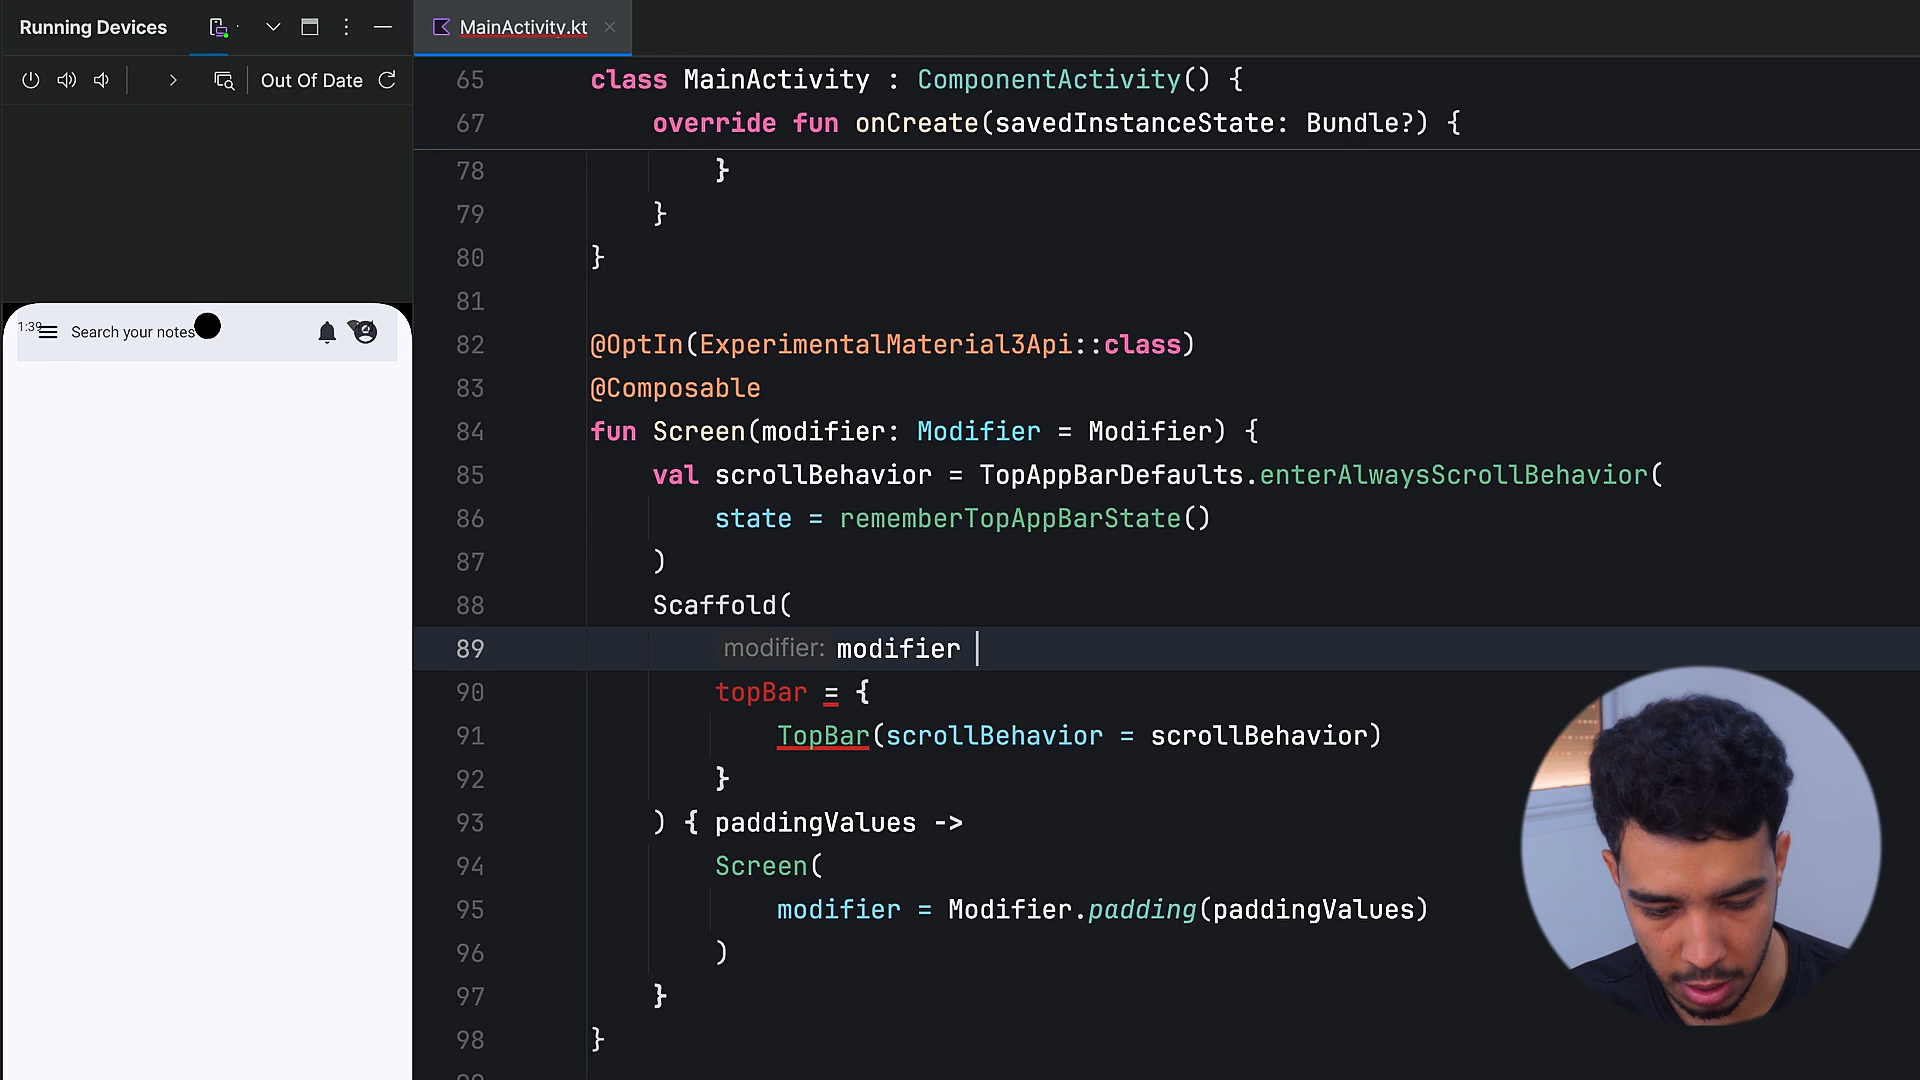 Running Devices
MainActivity.kt
Out Of Date
65 class MainActivity : ComponentActivity() {
67 override fun onCreate(savedInstanceState: Bundle?) {
78 }
79 }
80 }
81
82 @OptIn(ExperimentalMaterial3Api::class)
83 @Composable
84 fun Screen(modifier: Modifier = Modifier) {
85 val scrollBehavior = TopAppBarDefaults.enterAlwaysScrollBehavior(
86 state = rememberTopAppBarState()
87 )
88 Scaffold(
89 modifier: modifier
90 topBar = {
91 TopBar(scrollBehavior = scrollBehavior)
92 }
93 ) { paddingValues ->
94 Screen(
95 modifier = Modifier.padding(paddingValues)
96 )
97 }
98 }
1:39
Search your notes